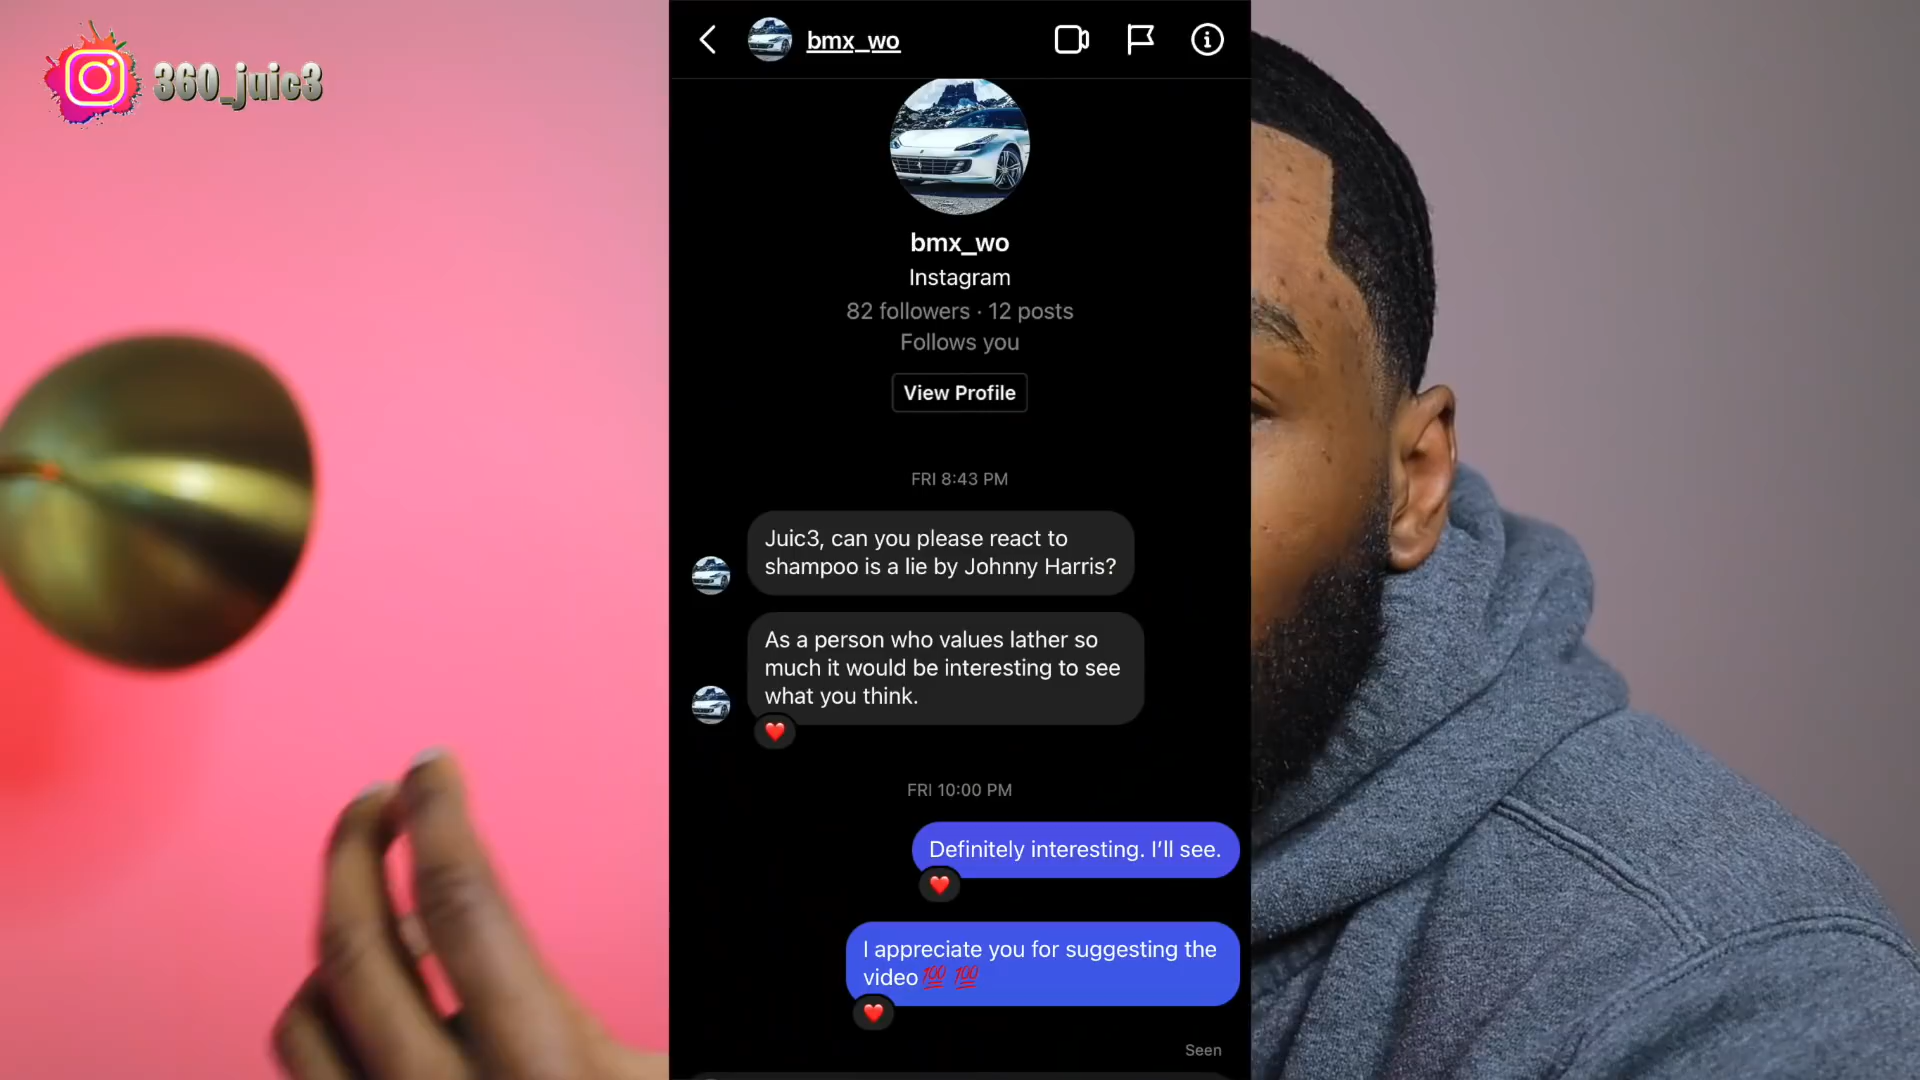 360_juic3
bmx_wo
bmx_wo
Instagram
82 followers · 12 posts
Follows you
View Profile
FRI 8:43 PM
Juic3, can you please react to
shampoo is a lie by Johnny Harris?
As a person who values lather so
much it would be interesting to see
what you think.
FRI 10:00 PM
Definitely interesting. I’ll see.
I appreciate you for suggesting the
video💯 💯
Seen